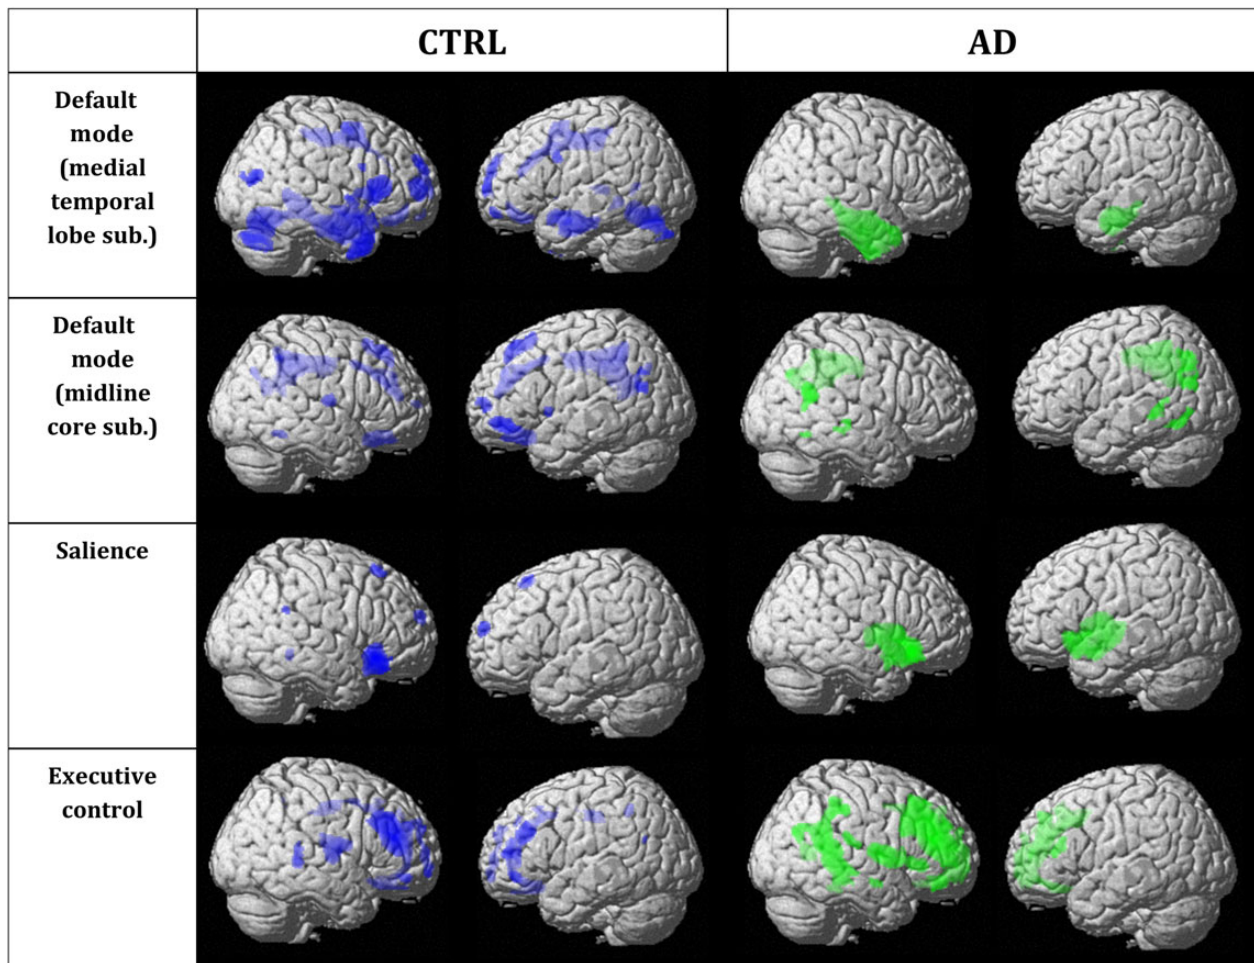 CTRL
AD
Default
mode
(medial
temporal
lobe sub.)
Default
mode
(midline
core sub.)
Salience
Executive
control